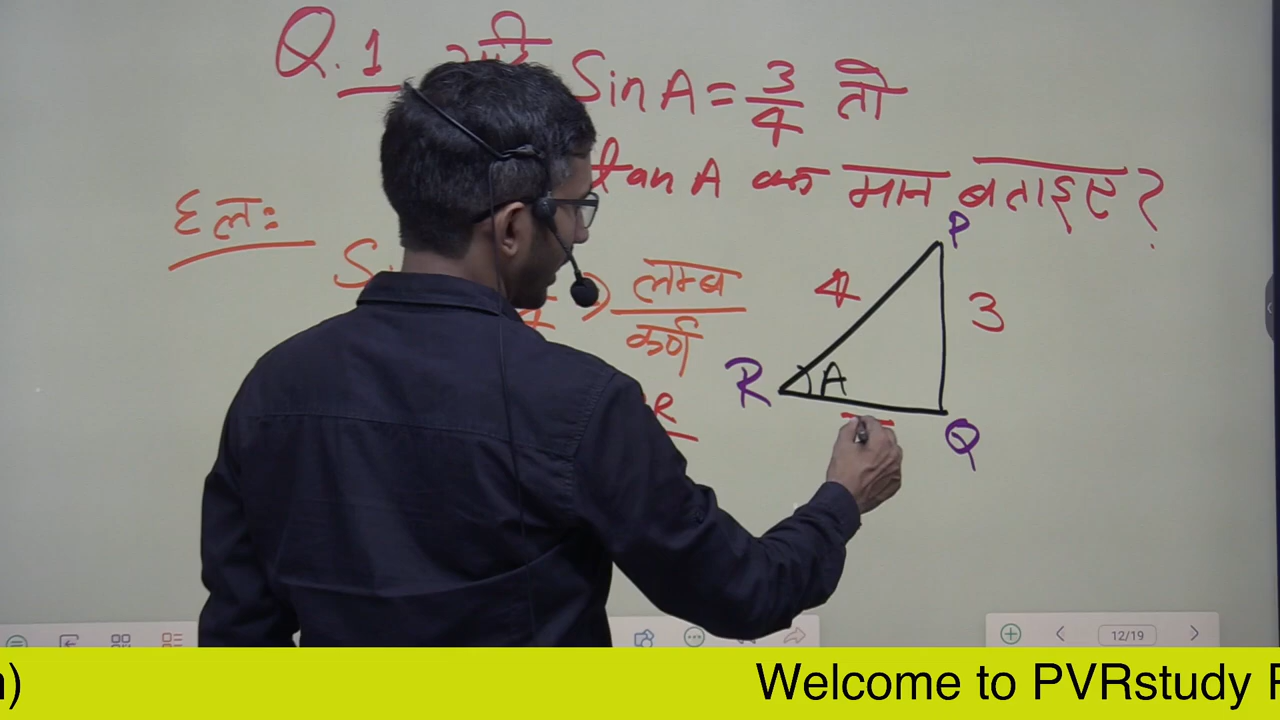 Q.1 Sin A = 3/4 तो
tan A का मान बताइए?
हलः
⇒ लम्ब/कर्ण
P
4
3
R
A
Q
12/19
Welcome to PVRstudy